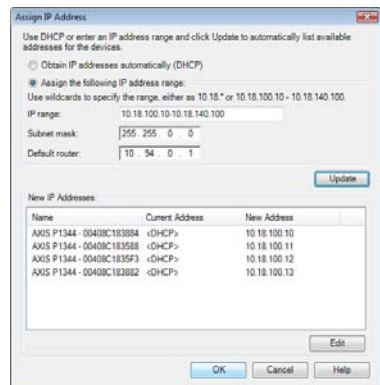 Assign IP Address
Use DHCP or enter an IP address range and click Update to automatically list available
addresses for the devices.
Obtain IP addresses automatically (DHCP)
Assign the following IP address range:
Use wildcards to specify the range, either as 10.18.* or 10.18.100.10 - 10.18.140.100.
IP range: 10.18.100.10-10.18.140.100
Subnet mask: 255 . 255 . 0 . 0
Default router: 10 . 94 . 0 . 1
Update
New IP Addresses:
Name Current Address New Address
AXIS P1344 - 00408C183884 <DHCP> 10.18.100.10
AXIS P1344 - 00408C183588 <DHCP> 10.18.100.11
AXIS P1344 - 00408C1835F3 <DHCP> 10.18.100.12
AXIS P1344 - 00408C183882 <DHCP> 10.18.100.13
Edit
OK Cancel Help